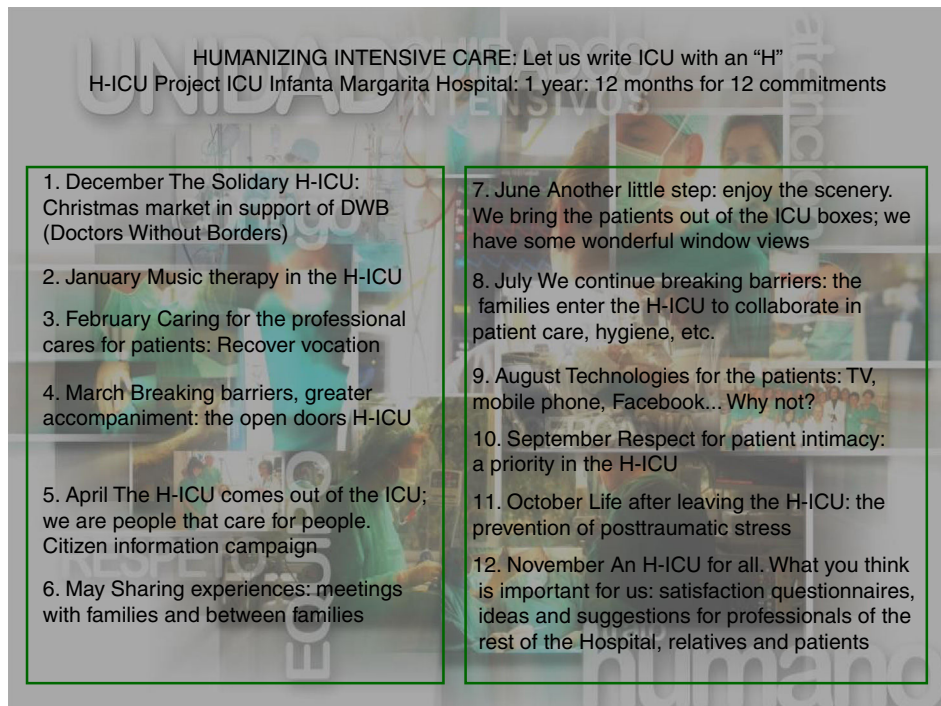 HUMANIZING INTENSIVE CARE: Let us write ICU with an “H”
H-ICU Project ICU Infanta Margarita Hospital: 1 year: 12 months for 12 commitments
UNIDAD
CUIDADOS
INTENSIVOS
atención
1. December The Solidary H-ICU:
Christmas market in support of DWB
(Doctors Without Borders)
2. January Music therapy in the H-ICU
3. February Caring for the professional
cares for patients: Recover vocation
4. March Breaking barriers, greater
accompaniment: the open doors H-ICU
5. April The H-ICU comes out of the ICU;
we are people that care for people.
Citizen information campaign
6. May Sharing experiences: meetings
with families and between families
7. June Another little step: enjoy the scenery.
We bring the patients out of the ICU boxes; we
have some wonderful window views
8. July We continue breaking barriers: the
families enter the H-ICU to collaborate in
patient care, hygiene, etc.
9. August Technologies for the patients: TV,
mobile phone, Facebook... Why not?
10. September Respect for patient intimacy:
a priority in the H-ICU
11. October Life after leaving the H-ICU: the
prevention of posttraumatic stress
12. November An H-ICU for all. What you think
is important for us: satisfaction questionnaires,
ideas and suggestions for professionals of the
rest of the Hospital, relatives and patients
RESPETO
EQUIPO
trato
humano